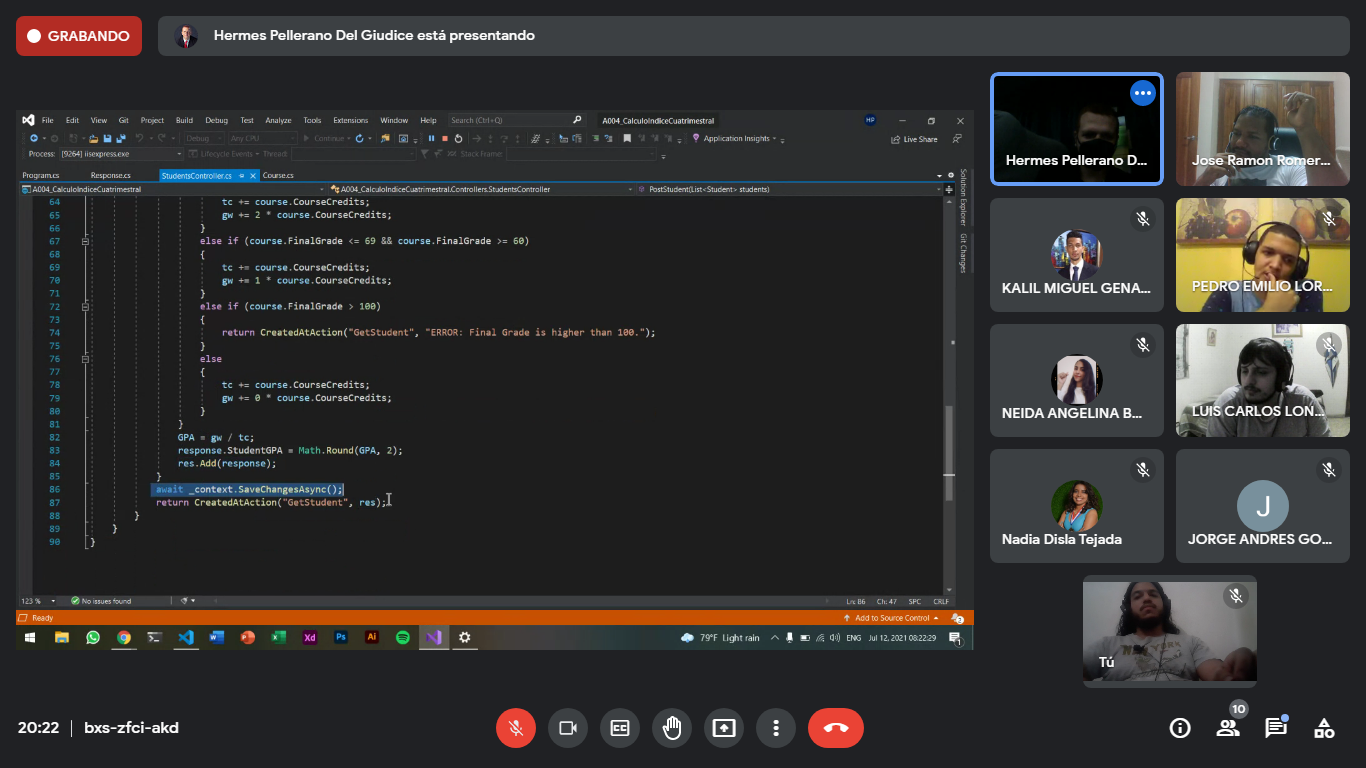 GRABANDO
Hermes Pellerano Del Giudice está presentando
File Edit View Git Project Build Debug Test Analyze Tools Extensions Window Help Search (Ctrl+Q) A004_CalculoIndiceCuatrimestral HP
Debug Any CPU Continue Application Insights Live Share
Process: [9264] iisexpress.exe Lifecycle Events Thread: Stack Frame:
Program.cs Response.cs StudentsController.cs Course.cs
A004_CalculoIndiceCuatrimestral A004_CalculoIndiceCuatrimestral.Controllers.StudentsController PostStudent(List<Student> students)
Solution Explorer
Git Changes
64 tc += course.CourseCredits;
65 gw += 2 * course.CourseCredits;
66 }
67 else if (course.FinalGrade <= 69 && course.FinalGrade >= 60)
68 {
69 tc += course.CourseCredits;
70 gw += 1 * course.CourseCredits;
71 }
72 else if (course.FinalGrade > 100)
73 {
74 return CreatedAtAction("GetStudent", "ERROR: Final Grade is higher than 100.");
75 }
76 else
77 {
78 tc += course.CourseCredits;
79 gw += 0 * course.CourseCredits;
80 }
81 }
82 GPA = gw / tc;
83 response.StudentGPA = Math.Round(GPA, 2);
84 res.Add(response);
85 }
86 await _context.SaveChangesAsync();
87 return CreatedAtAction("GetStudent", res);
88 }
89 }
90 }
123 % No issues found Ln: 86 Ch: 47 SPC CRLF
Ready Add to Source Control 2
Xd Ps Ai 79°F Light rain ENG Jul 12, 2021 08:22:29 1
Hermes Pellerano D...
Jose Ramon Romer...
KALIL MIGUEL GENA...
PEDRO EMILIO LOR...
NEIDA ANGELINA B...
LUIS CARLOS LON...
Nadia Disla Tejada
J
JORGE ANDRES GO...
Tú
20:22 bxs-zfci-akd
10